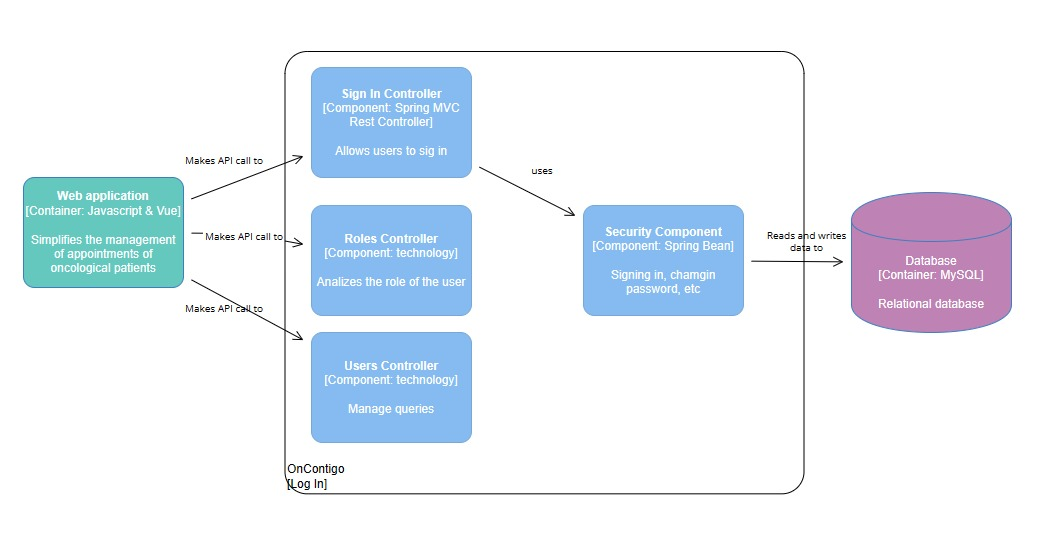 Sign In Controller
[Component: Spring MVC
Rest Controller]
Allows users to sig in
Makes API call to
uses
Web application
[Container: Javascript & Vue]
Simplifies the management
of appointments of
oncological patients
Makes API call to
Roles Controller
[Component: technology]
Analizes the role of the user
Security Component
[Component: Spring Bean]
Signing in, chamgin
password, etc
Reads and writes
data to
Database
[Container: MySQL]
Relational database
Makes API call to
Users Controller
[Component: technology]
Manage queries
OnContigo
[Log In]